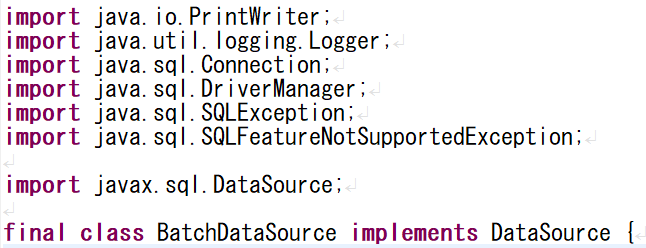 import java.io.PrintWriter;
import java.util.logging.Logger;
import java.sql.Connection;
import java.sql.DriverManager;
import java.sql.SQLException;
import java.sql.SQLFeatureNotSupportedException;
import javax.sql.DataSource;
final class BatchDataSource implements DataSource {